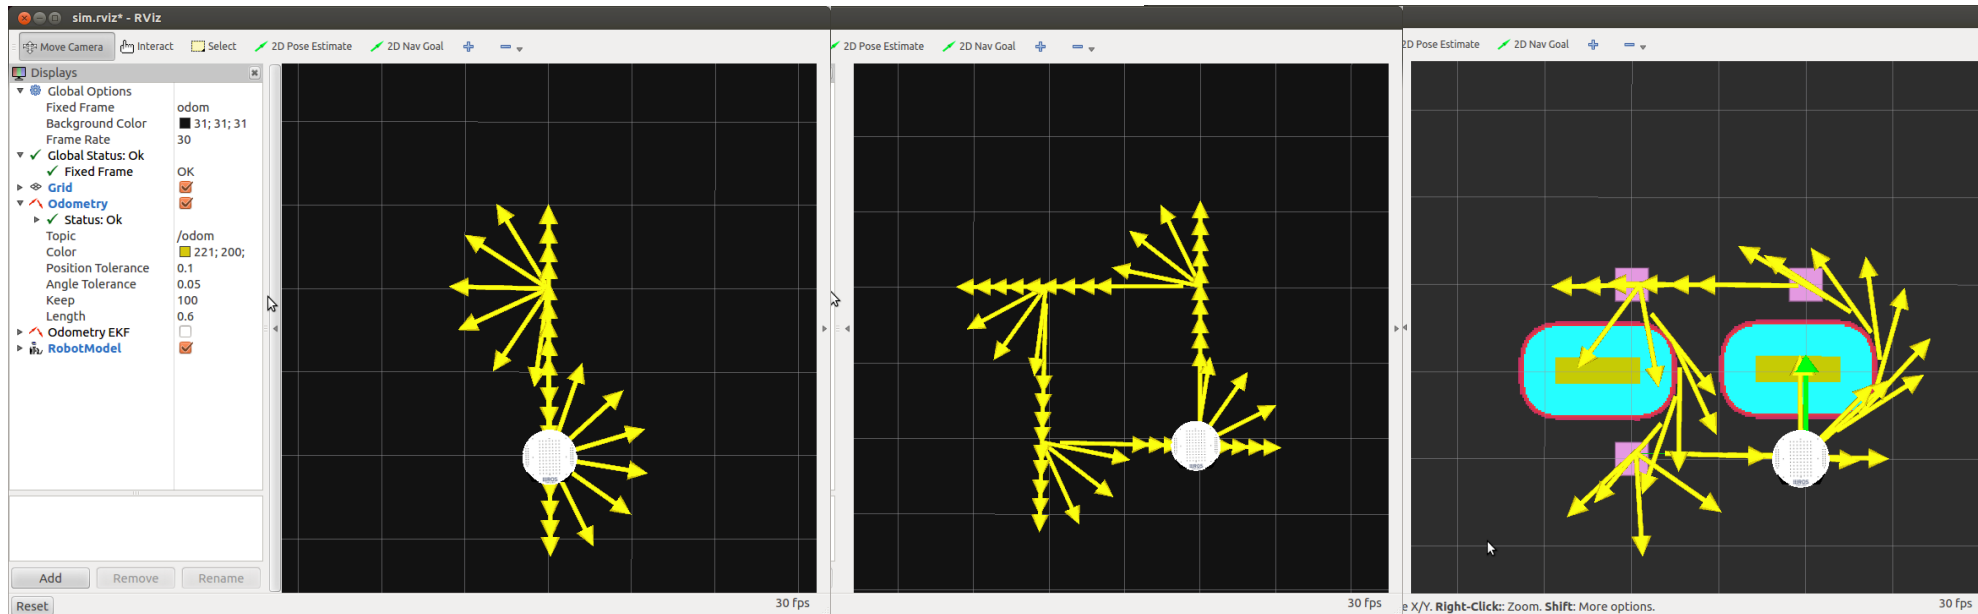 sim.rviz* - RViz
Move Camera Interact Select 2D Pose Estimate 2D Nav Goal
2D Pose Estimate 2D Nav Goal
2D Pose Estimate 2D Nav Goal
Displays
Global Options
Fixed Frame odom
Background Color 31; 31; 31
Frame Rate 30
Global Status: Ok
Fixed Frame OK
Grid
Odometry
Status: Ok
Topic /odom
Color 221; 200;
Position Tolerance 0.1
Angle Tolerance 0.05
Keep 100
Length 0.6
Odometry EKF
RobotModel
Add Remove Rename
Reset
30 fps
30 fps
e X/Y. Right-Click:: Zoom. Shift: More options.
30 fps